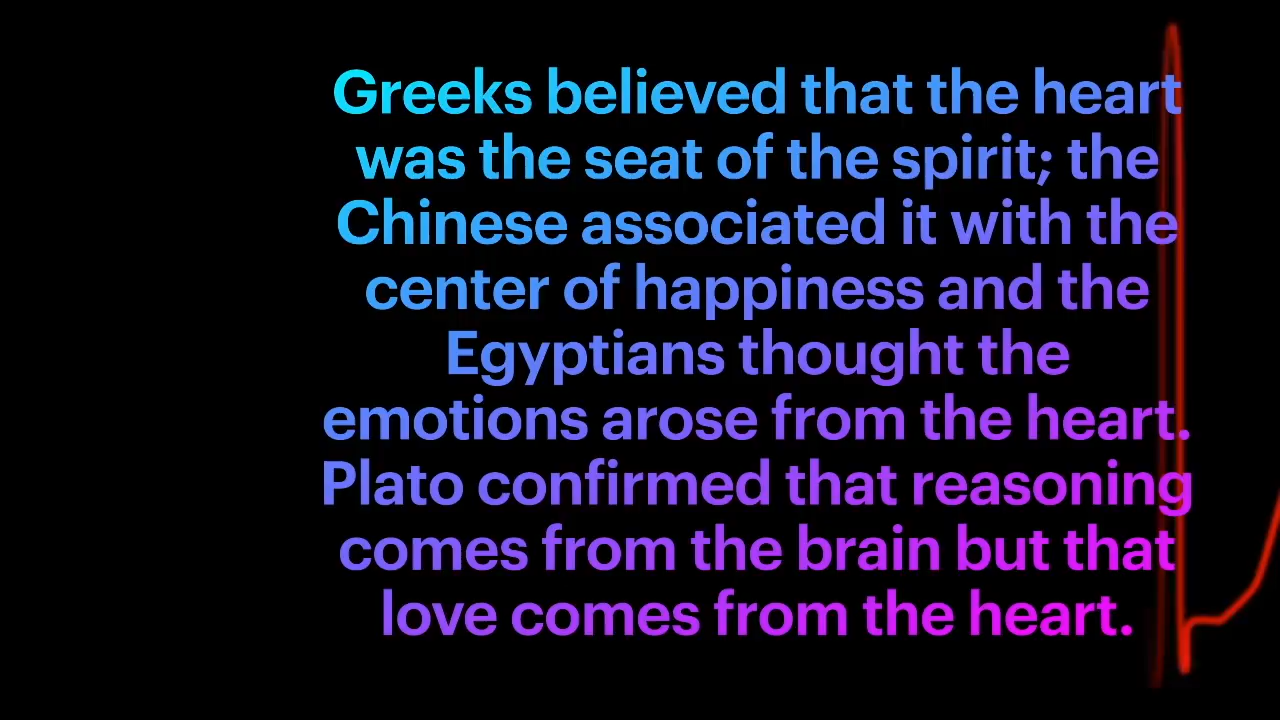 Greeks believed that the heart
was the seat of the spirit; the
Chinese associated it with the
center of happiness and the
Egyptians thought the
emotions arose from the heart.
Plato confirmed that reasoning
comes from the brain but that
love comes from the heart.